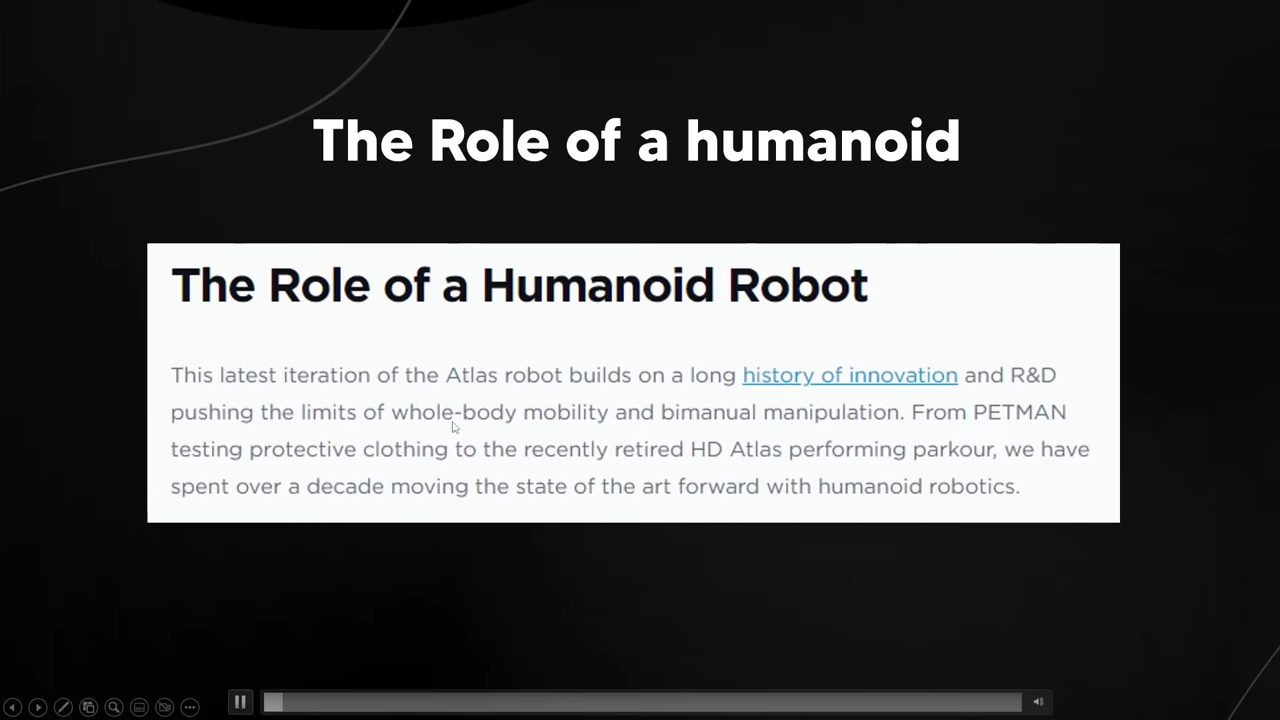 The Role of a humanoid
The Role of a Humanoid Robot
This latest iteration of the Atlas robot builds on a long history of innovation and R&D
pushing the limits of whole-body mobility and bimanual manipulation. From PETMAN
testing protective clothing to the recently retired HD Atlas performing parkour, we have
spent over a decade moving the state of the art forward with humanoid robotics.